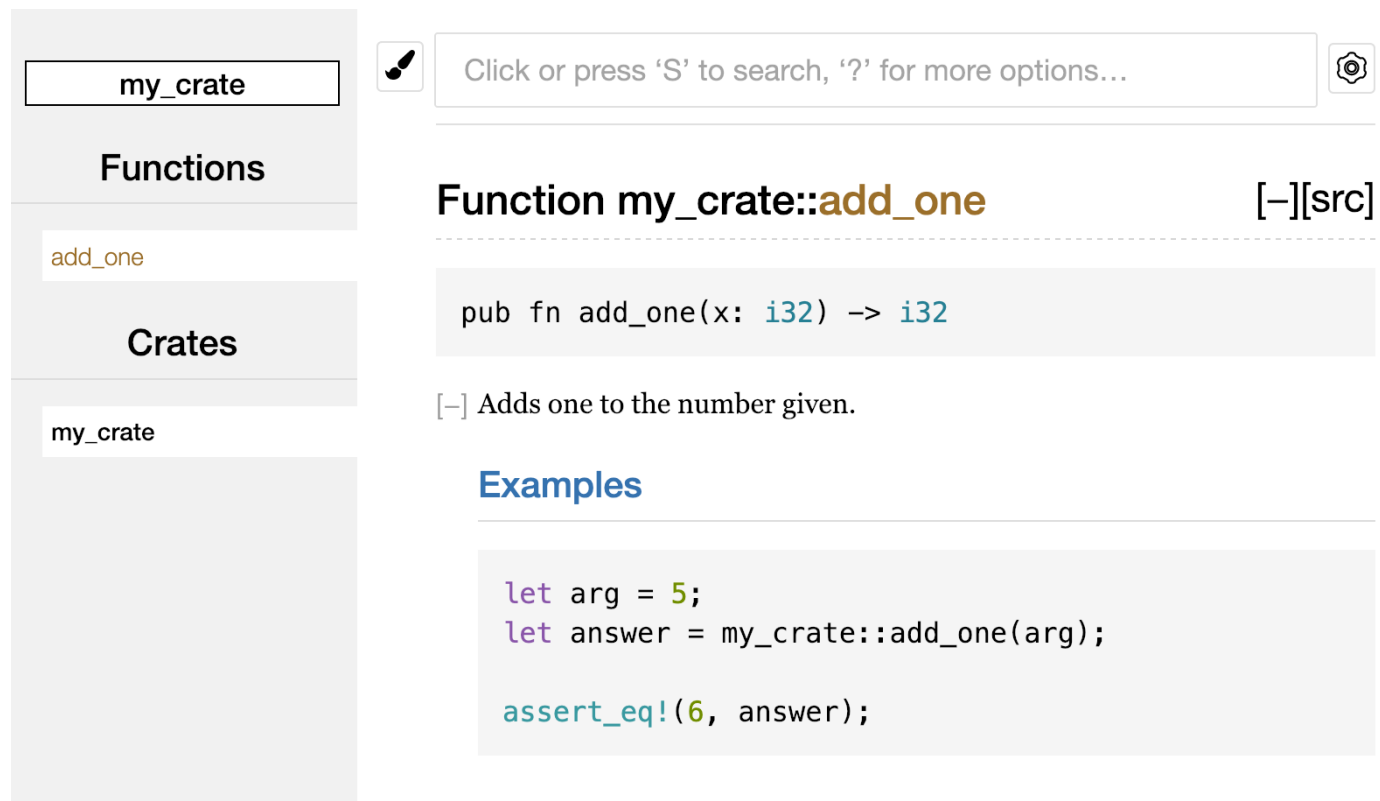 my_crate
Functions
add_one
Crates
my_crate
Click or press ‘S’ to search, ‘?’ for more options…
Function my_crate::add_one [−][src]
pub fn add_one(x: i32) -> i32
[−] Adds one to the number given.
Examples
let arg = 5;
let answer = my_crate::add_one(arg);
assert_eq!(6, answer);